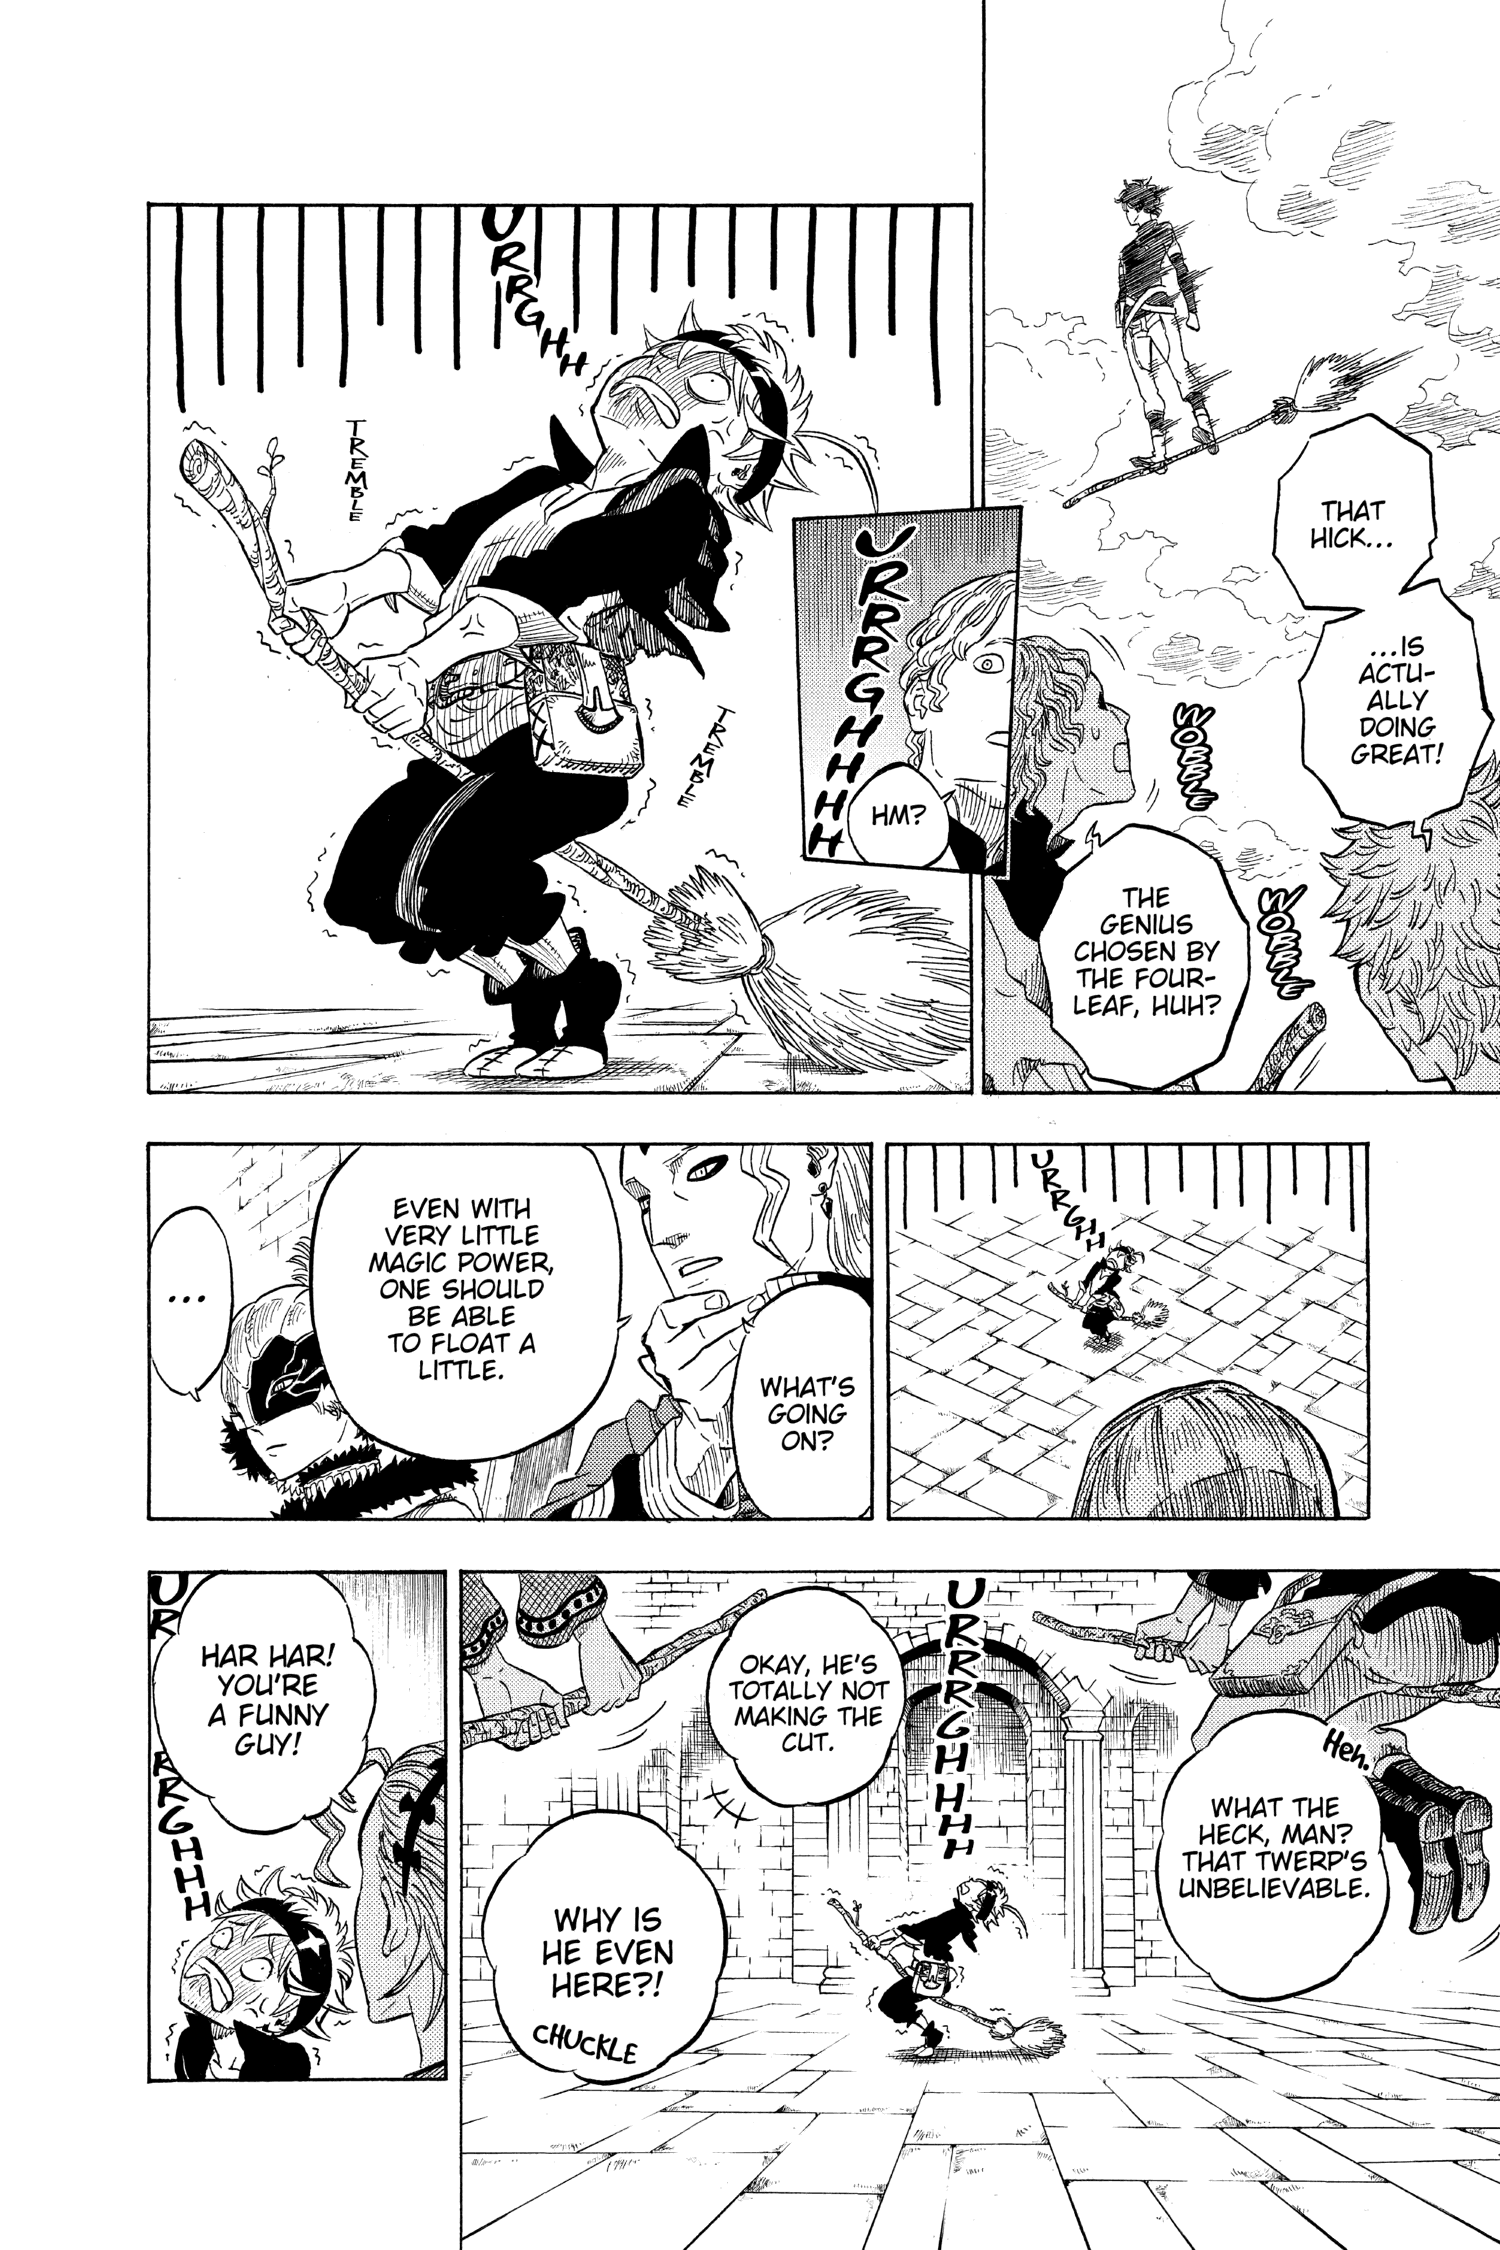 THAT
HICK...
...IS
ACTU-
ALLY
DOING
GREAT!
WOBBLE
WOBBLE
THE
GENIUS
CHOSEN BY
THE FOUR-
LEAF, HUH?
URRRGHHHH
HM?
URRGHH
TREMBLE
TREMBLE
URRGHH
WHAT'S
GOING
ON?
EVEN WITH
VERY LITTLE
MAGIC POWER,
ONE SHOULD
BE ABLE
TO FLOAT A
LITTLE.
...
Heh.
WHAT THE
HECK, MAN?
THAT TWERP'S
UNBELIEVABLE.
URRRGHHHH
OKAY, HE'S
TOTALLY NOT
MAKING THE
CUT.
WHY IS
HE EVEN
HERE?!
CHUCKLE
HAR HAR!
YOU'RE
A FUNNY
GUY!
UR
RRGHHH